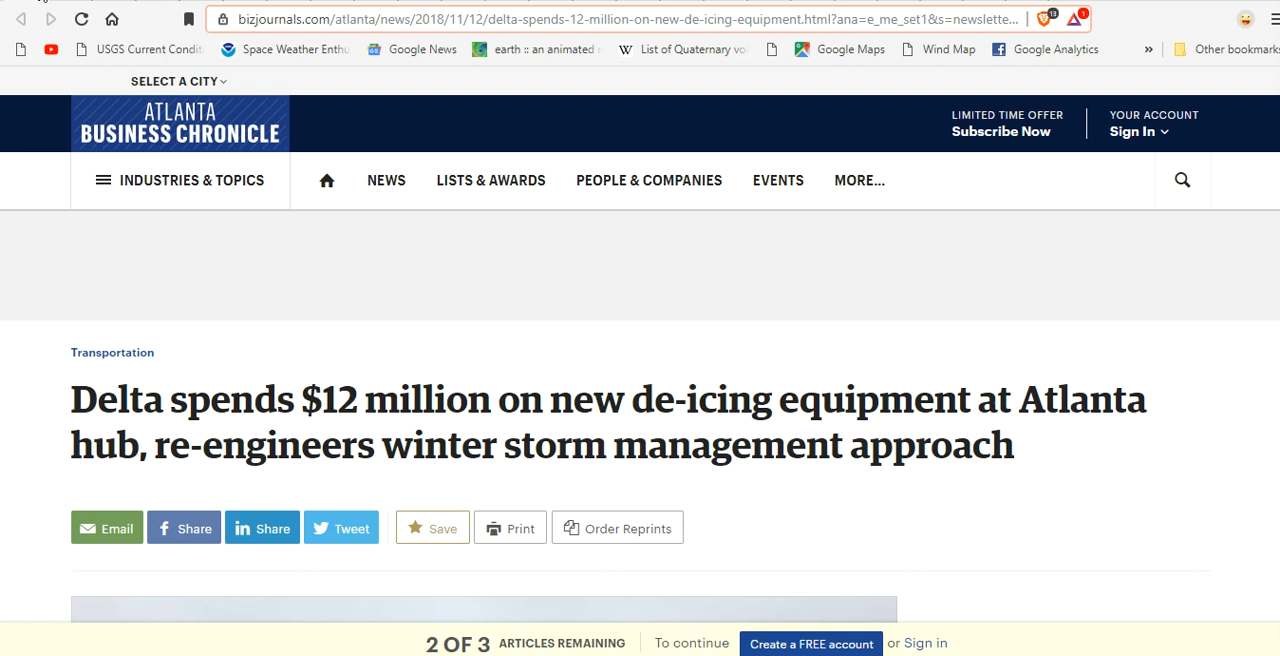 bizjournals.com/atlanta/news/2018/11/12/delta-spends-12-million-on-new-de-icing-equipment.html?ana=e_me_set1&s=newslette... 13 1
USGS Current Condit Space Weather Enthu Google News earth :: an animated List of Quaternary vol Google Maps Wind Map Google Analytics » Other bookmarks
SELECT A CITY
ATLANTA
BUSINESS CHRONICLE
LIMITED TIME OFFER
Subscribe Now
YOUR ACCOUNT
Sign In
INDUSTRIES & TOPICS NEWS LISTS & AWARDS PEOPLE & COMPANIES EVENTS MORE...
Transportation
Delta spends $12 million on new de-icing equipment at Atlanta
hub, re-engineers winter storm management approach
Email Share Share Tweet Save Print Order Reprints
2 OF 3 ARTICLES REMAINING To continue Create a FREE account or Sign in